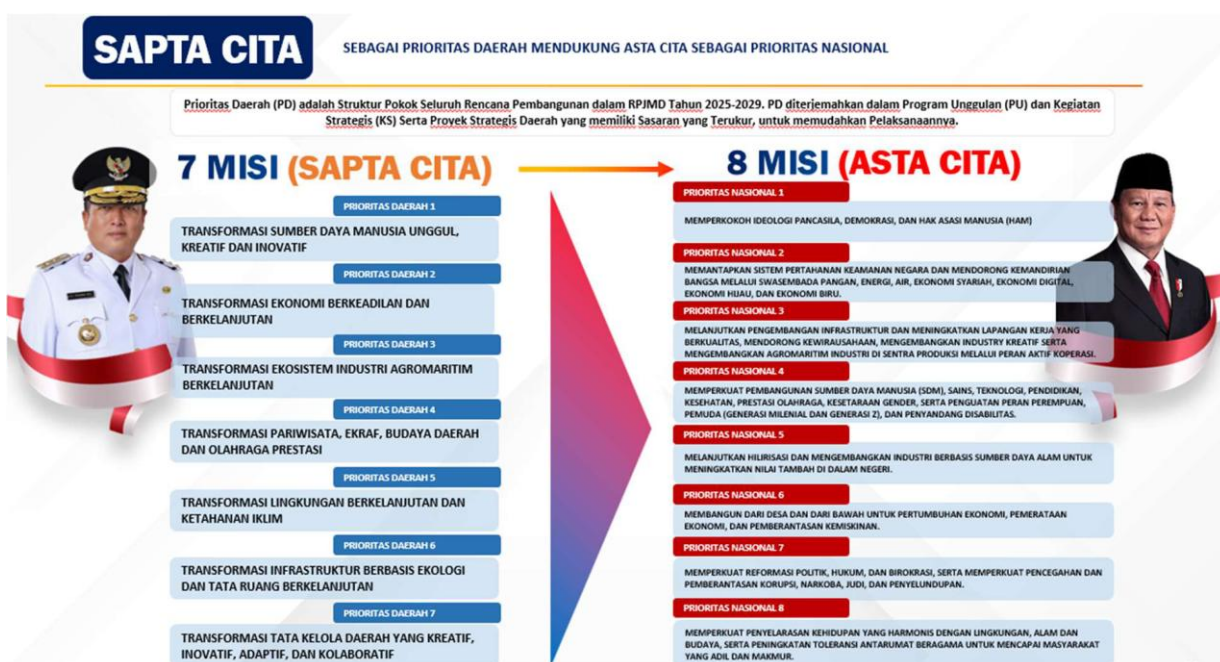 SAPTA CITA
SEBAGAI PRIORITAS DAERAH MENDUKUNG ASTA CITA SEBAGAI PRIORITAS NASIONAL
Prioritas Daerah (PD) adalah Struktur Pokok Seluruh Rencana Pembangunan dalam RPJMD Tahun 2025-2029. PD diterjemahkan dalam Program Unggulan (PU) dan Kegiatan
Strategis (KS) Serta Proyek Strategis Daerah yang memiliki Sasaran yang Terukur, untuk memudahkan Pelaksanaannya.
7 MISI (SAPTA CITA)
PRIORITAS DAERAH 1
TRANSFORMASI SUMBER DAYA MANUSIA UNGGUL,
KREATIF DAN INOVATIF
PRIORITAS DAERAH 2
TRANSFORMASI EKONOMI BERKEADILAN DAN
BERKELANJUTAN
PRIORITAS DAERAH 3
TRANSFORMASI EKOSISTEM INDUSTRI AGROMARITIM
BERKELANJUTAN
PRIORITAS DAERAH 4
TRANSFORMASI PARIWISATA, EKRAF, BUDAYA DAERAH
DAN OLAHRAGA PRESTASI
PRIORITAS DAERAH 5
TRANSFORMASI LINGKUNGAN BERKELANJUTAN DAN
KETAHANAN IKLIM
PRIORITAS DAERAH 6
TRANSFORMASI INFRASTRUKTUR BERBASIS EKOLOGI
DAN TATA RUANG BERKELANJUTAN
PRIORITAS DAERAH 7
TRANSFORMASI TATA KELOLA DAERAH YANG KREATIF,
INOVATIF, ADAPTIF, DAN KOLABORATIF
8 MISI (ASTA CITA)
PRIORITAS NASIONAL 1
MEMPERKOKOH IDEOLOGI PANCASILA, DEMOKRASI, DAN HAK ASASI MANUSIA (HAM)
PRIORITAS NASIONAL 2
MEMANTAPKAN SISTEM PERTAHANAN KEAMANAN NEGARA DAN MENDORONG KEMANDIRIAN
BANGSA MELALUI SWASEMBADA PANGAN, ENERGI, AIR, EKONOMI SYARIAH, EKONOMI DIGITAL,
EKONOMI HIJAU, DAN EKONOMI BIRU.
PRIORITAS NASIONAL 3
MELANJUTKAN PENGEMBANGAN INFRASTRUKTUR DAN MENINGKATKAN LAPANGAN KERJA YANG
BERKUALITAS, MENDORONG KEWIRAUSAHAAN, MENGEMBANGKAN INDUSTRY KREATIF SERTA
MENGEMBANGKAN AGROMARITIM INDUSTRI DI SENTRA PRODUKSI MELALUI PERAN AKTIF KOPERASI.
PRIORITAS NASIONAL 4
MEMPERKUAT PEMBANGUNAN SUMBER DAYA MANUSIA (SDM), SAINS, TEKNOLOGI, PENDIDIKAN,
KESEHATAN, PRESTASI OLAHRAGA, KESETARAAN GENDER, SERTA PENGUATAN PERAN PEREMPUAN,
PEMUDA (GENERASI MILENIAL DAN GENERASI Z), DAN PENYANDANG DISABILITAS.
PRIORITAS NASIONAL 5
MELANJUTKAN HILIRISASI DAN MENGEMBANGKAN INDUSTRI BERBASIS SUMBER DAYA ALAM UNTUK
MENINGKATKAN NILAI TAMBAH DI DALAM NEGERI.
PRIORITAS NASIONAL 6
MEMBANGUN DARI DESA DAN DARI BAWAH UNTUK PERTUMBUHAN EKONOMI, PEMERATAAN
EKONOMI, DAN PEMBERANTASAN KEMISKINAN.
PRIORITAS NASIONAL 7
MEMPERKUAT REFORMASI POLITIK, HUKUM, DAN BIROKRASI, SERTA MEMPERKUAT PENCEGAHAN DAN
PEMBERANTASAN KORUPSI, NARKOBA, JUDI, DAN PENYELUNDUPAN.
PRIORITAS NASIONAL 8
MEMPERKUAT PENYELARASAN KEHIDUPAN YANG HARMONIS DENGAN LINGKUNGAN, ALAM DAN
BUDAYA, SERTA PENINGKATAN TOLERANSI ANTARUMAT BERAGAMA UNTUK MENCAPAI MASYARAKAT
YANG ADIL DAN MAKMUR.